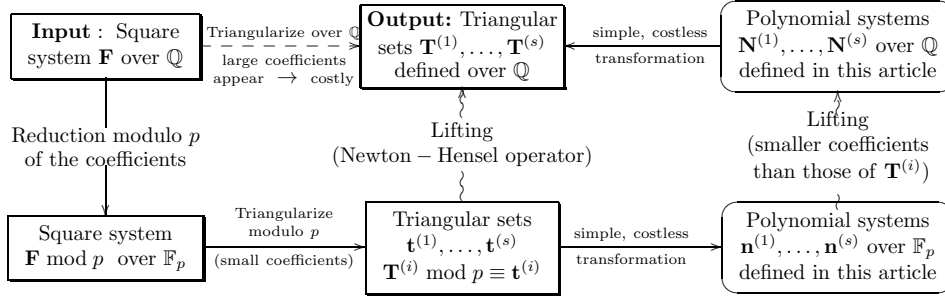 Input : Square
system F over ℚ
Triangularize over ℚ
large coefficients
appear → costly
Output: Triangular
sets T^(1), . . . , T^(s)
defined over ℚ
simple, costless
transformation
Polynomial systems
N^(1), . . . , N^(s) over ℚ
defined in this article
Reduction modulo p
of the coefficients
Lifting
(Newton − Hensel operator)
Lifting
(smaller coefficients
than those of T^(i))
Square system
F mod p over 𝔽_p
Triangularize
modulo p
(small coefficients)
Triangular sets
t^(1), . . . , t^(s)
T^(i) mod p ≡ t^(i)
simple, costless
transformation
Polynomial systems
n^(1), . . . , n^(s) over 𝔽_p
defined in this article